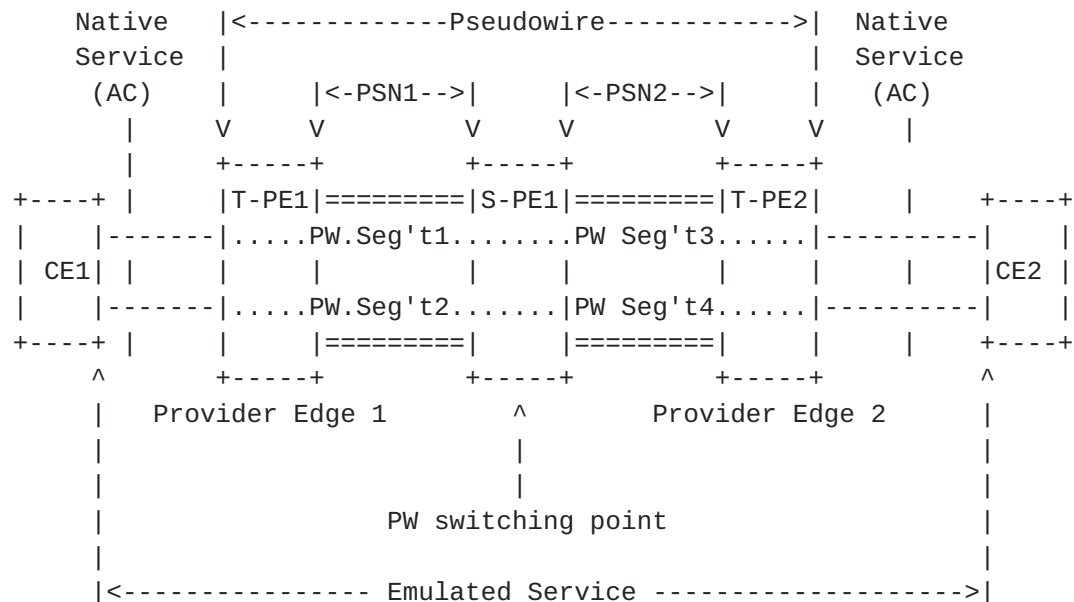 Native   |<-------------Pseudowire------------>|  Native
Service  |                                     |  Service
(AC)    |     |<-PSN1-->|     |<-PSN2-->|     |   (AC)
|     V     V         V     V         V     V     |
|     +-----+         +-----+         +-----+
+----+ |     |T-PE1|=========|S-PE1|=========|T-PE2|     |    +----+
|    |-------|.....PW.Seg't1........PW Seg't3......|----------|    |
| CE1| |     |     |         |     |         |     |     |    |CE2 |
|    |-------|.....PW.Seg't2.......|PW Seg't4......|----------|    |
+----+ |     |     |=========|     |=========|     |     |    +----+
^       +-----+         +-----+         +-----+          ^
|   Provider Edge 1        ^        Provider Edge 2      |
|                          |                             |
|                          |                             |
|                  PW switching point                    |
|                                                        |
|<---------------- Emulated Service -------------------->|